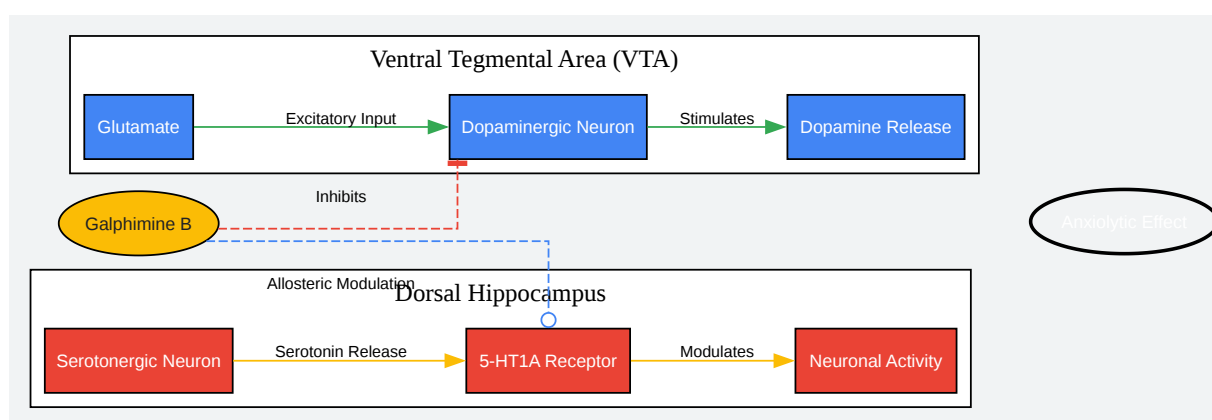 Ventral Tegmental Area (VTA)
Glutamate
Excitatory Input
Dopaminergic Neuron
Stimulates
Dopamine Release
Inhibits
Galphimine B
Anxiolytic Effect
Allosteric Modulation
Dorsal Hippocampus
Serotonergic Neuron
Serotonin Release
5-HT1A Receptor
Modulates
Neuronal Activity